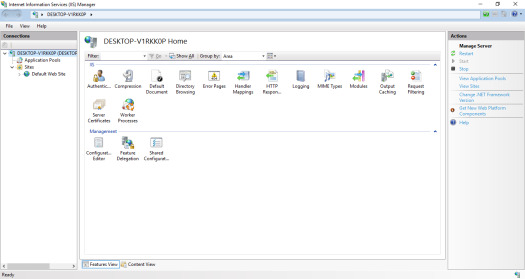 Internet Information Services (IIS) Manager
DESKTOP-V1RKK0P
File View Help
Connections
DESKTOP-V1RKK0P (DESKTOP
Application Pools
Sites
Default Web Site
DESKTOP-V1RKK0P Home
Filter: Go Show All Group by: Area
IIS
Authentic... Compression Default Document Directory Browsing Error Pages Handler Mappings HTTP Respon... Logging MIME Types Modules Output Caching Request Filtering
Server Certificates Worker Processes
Management
Configurat... Editor Feature Delegation Shared Configurat...
Features View Content View
Ready
Actions
Manage Server
Restart
Start
Stop
View Application Pools
View Sites
Change .NET Framework
Version
Get New Web Platform
Components
Help